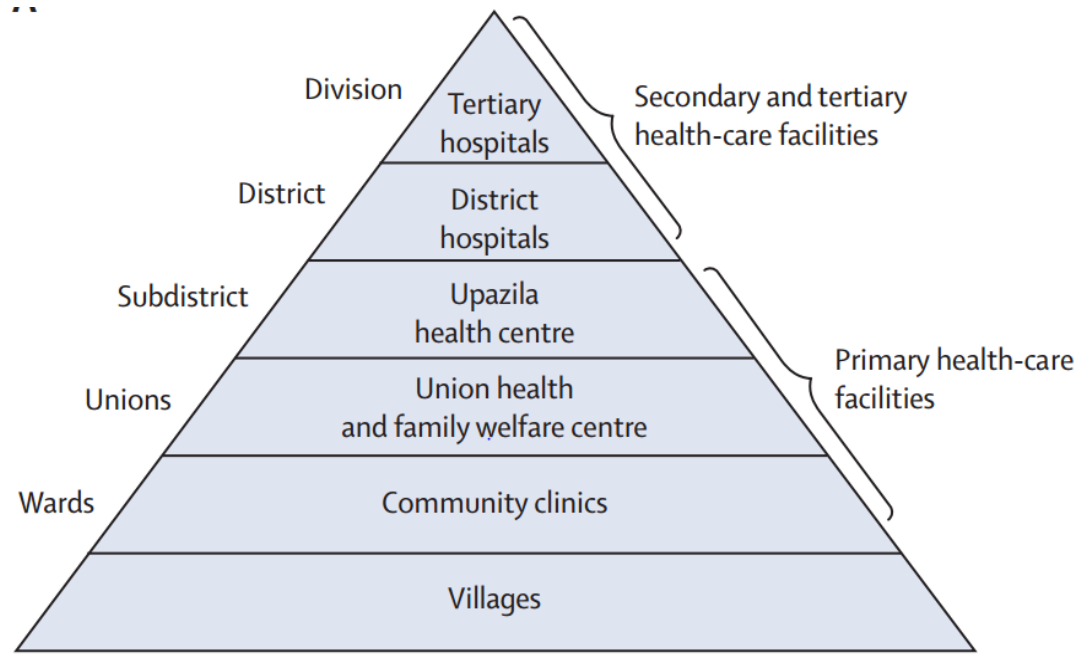 Division
Tertiary
hospitals
Secondary and tertiary
health-care facilities
District
District
hospitals
Subdistrict
Upazila
health centre
Primary health-care
facilities
Unions
Union health
and family welfare centre
Wards
Community clinics
Villages